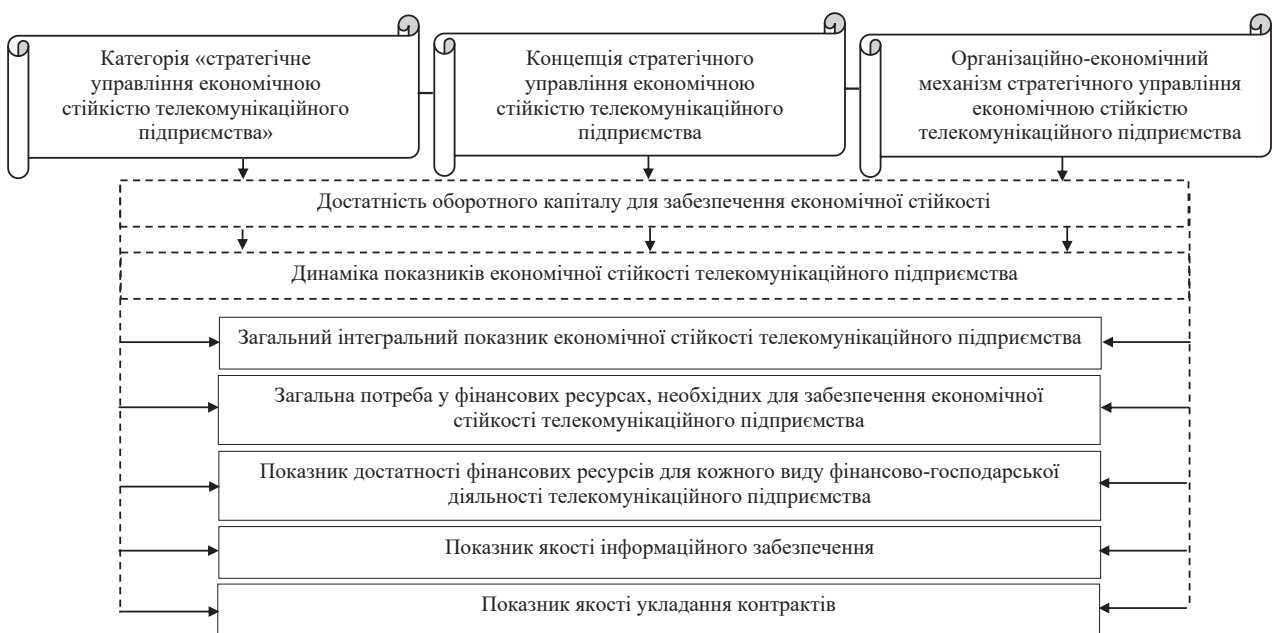 Категорія «стратегічне
управління економічною
стійкістю телекомунікаційного
підприємства»
Концепція стратегічного
управління економічною
стійкістю телекомунікаційного
підприємства
Організаційно-економічний
механізм стратегічного управління
економічною стійкістю
телекомунікаційного підприємства
Достатність оборотного капіталу для забезпечення економічної стійкості
Динаміка показників економічної стійкості телекомунікаційного підприємства
Загальний інтегральний показник економічної стійкості телекомунікаційного підприємства
Загальна потреба у фінансових ресурсах, необхідних для забезпечення економічної
стійкості телекомунікаційного підприємства
Показник достатності фінансових ресурсів для кожного виду фінансово-господарської
діяльності телекомунікаційного підприємства
Показник якості інформаційного забезпечення
Показник якості укладання контрактів